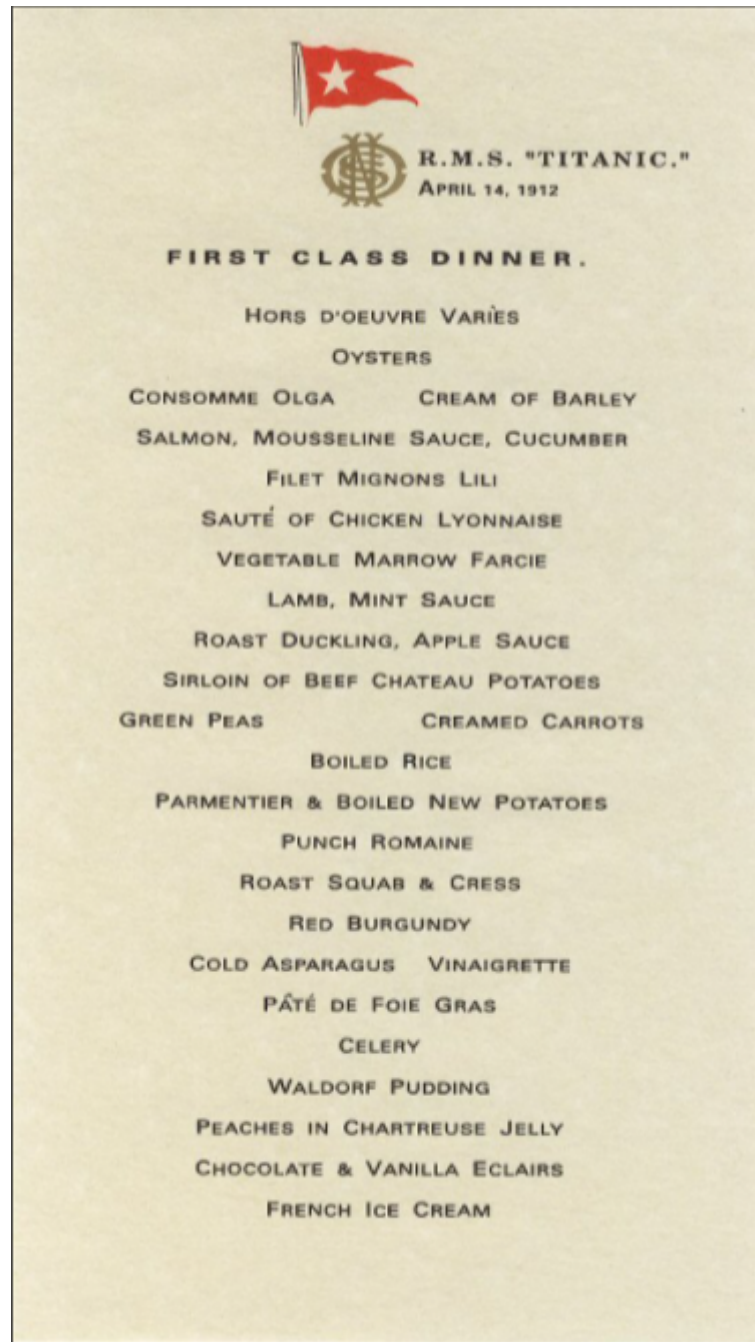 R.M.S. "TITANIC."
APRIL 14, 1912
FIRST CLASS DINNER.
HORS D'OEUVRE VARÌES
OYSTERS
CONSOMME OLGA CREAM OF BARLEY
SALMON, MOUSSELINE SAUCE, CUCUMBER
FILET MIGNONS LILI
SAUTÉ OF CHICKEN LYONNAISE
VEGETABLE MARROW FARCIE
LAMB, MINT SAUCE
ROAST DUCKLING, APPLE SAUCE
SIRLOIN OF BEEF CHATEAU POTATOES
GREEN PEAS CREAMED CARROTS
BOILED RICE
PARMENTIER & BOILED NEW POTATOES
PUNCH ROMAINE
ROAST SQUAB & CRESS
RED BURGUNDY
COLD ASPARAGUS VINAIGRETTE
PÂTÉ DE FOIE GRAS
CELERY
WALDORF PUDDING
PEACHES IN CHARTREUSE JELLY
CHOCOLATE & VANILLA ECLAIRS
FRENCH ICE CREAM